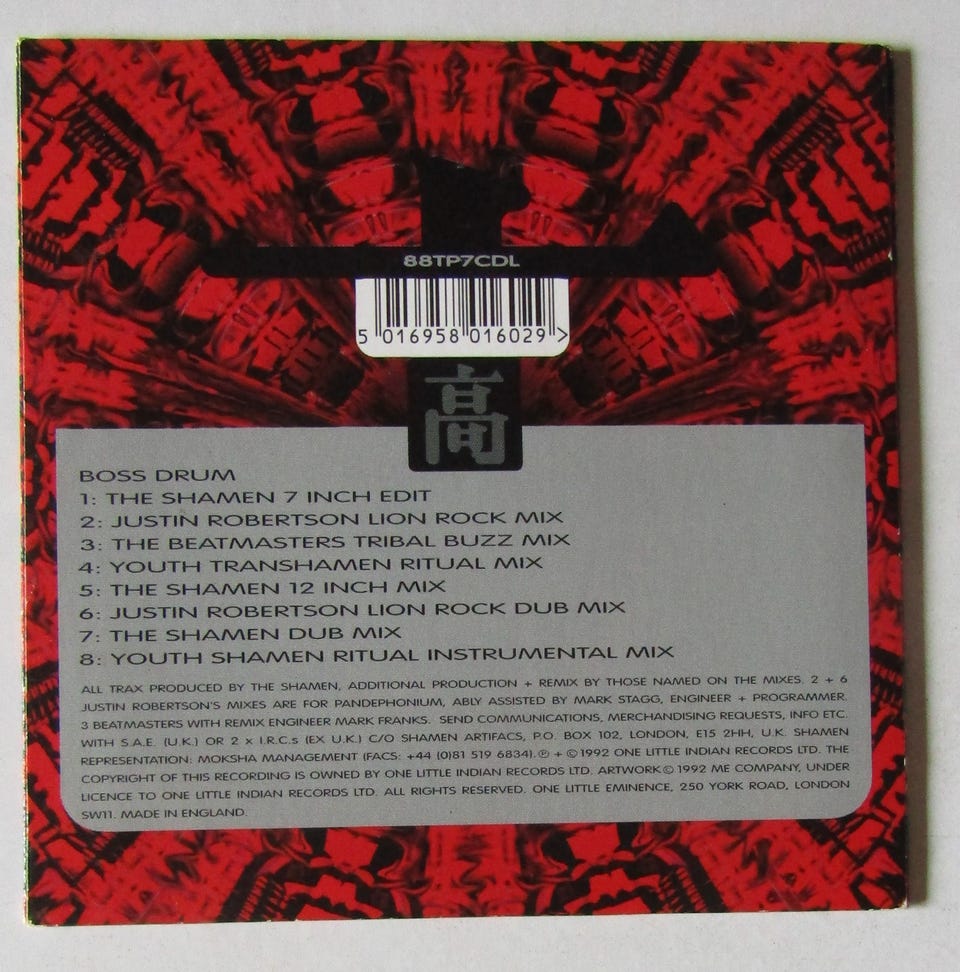 88TP7CDL
5 016958 016029 >
高
BOSS DRUM
1: THE SHAMEN 7 INCH EDIT
2: JUSTIN ROBERTSON LION ROCK MIX
3: THE BEATMASTERS TRIBAL BUZZ MIX
4: YOUTH TRANSHAMEN RITUAL MIX
5: THE SHAMEN 12 INCH MIX
6: JUSTIN ROBERTSON LION ROCK DUB MIX
7: THE SHAMEN DUB MIX
8: YOUTH SHAMEN RITUAL INSTRUMENTAL MIX
ALL TRAX PRODUCED BY THE SHAMEN, ADDITIONAL PRODUCTION + REMIX BY THOSE NAMED ON THE MIXES. 2 + 6
JUSTIN ROBERTSON'S MIXES ARE FOR PANDEPHONIUM, ABLY ASSISTED BY MARK STAGG, ENGINEER + PROGRAMMER.
3 BEATMASTERS WITH REMIX ENGINEER MARK FRANKS. SEND COMMUNICATIONS, MERCHANDISING REQUESTS, INFO ETC.
WITH S.A.E. (U.K.) OR 2 x I.R.C.s (EX U.K.) C/O SHAMEN ARTIFACS, P.O. BOX 102, LONDON, E15 2HH, U.K. SHAMEN
REPRESENTATION: MOKSHA MANAGEMENT (FACS: +44 (0)81 519 6834).℗ + © 1992 ONE LITTLE INDIAN RECORDS LTD. THE
COPYRIGHT OF THIS RECORDING IS OWNED BY ONE LITTLE INDIAN RECORDS LTD. ARTWORK © 1992 ME COMPANY, UNDER
LICENCE TO ONE LITTLE INDIAN RECORDS LTD. ALL RIGHTS RESERVED. ONE LITTLE EMINENCE, 250 YORK ROAD, LONDON
SW11. MADE IN ENGLAND.